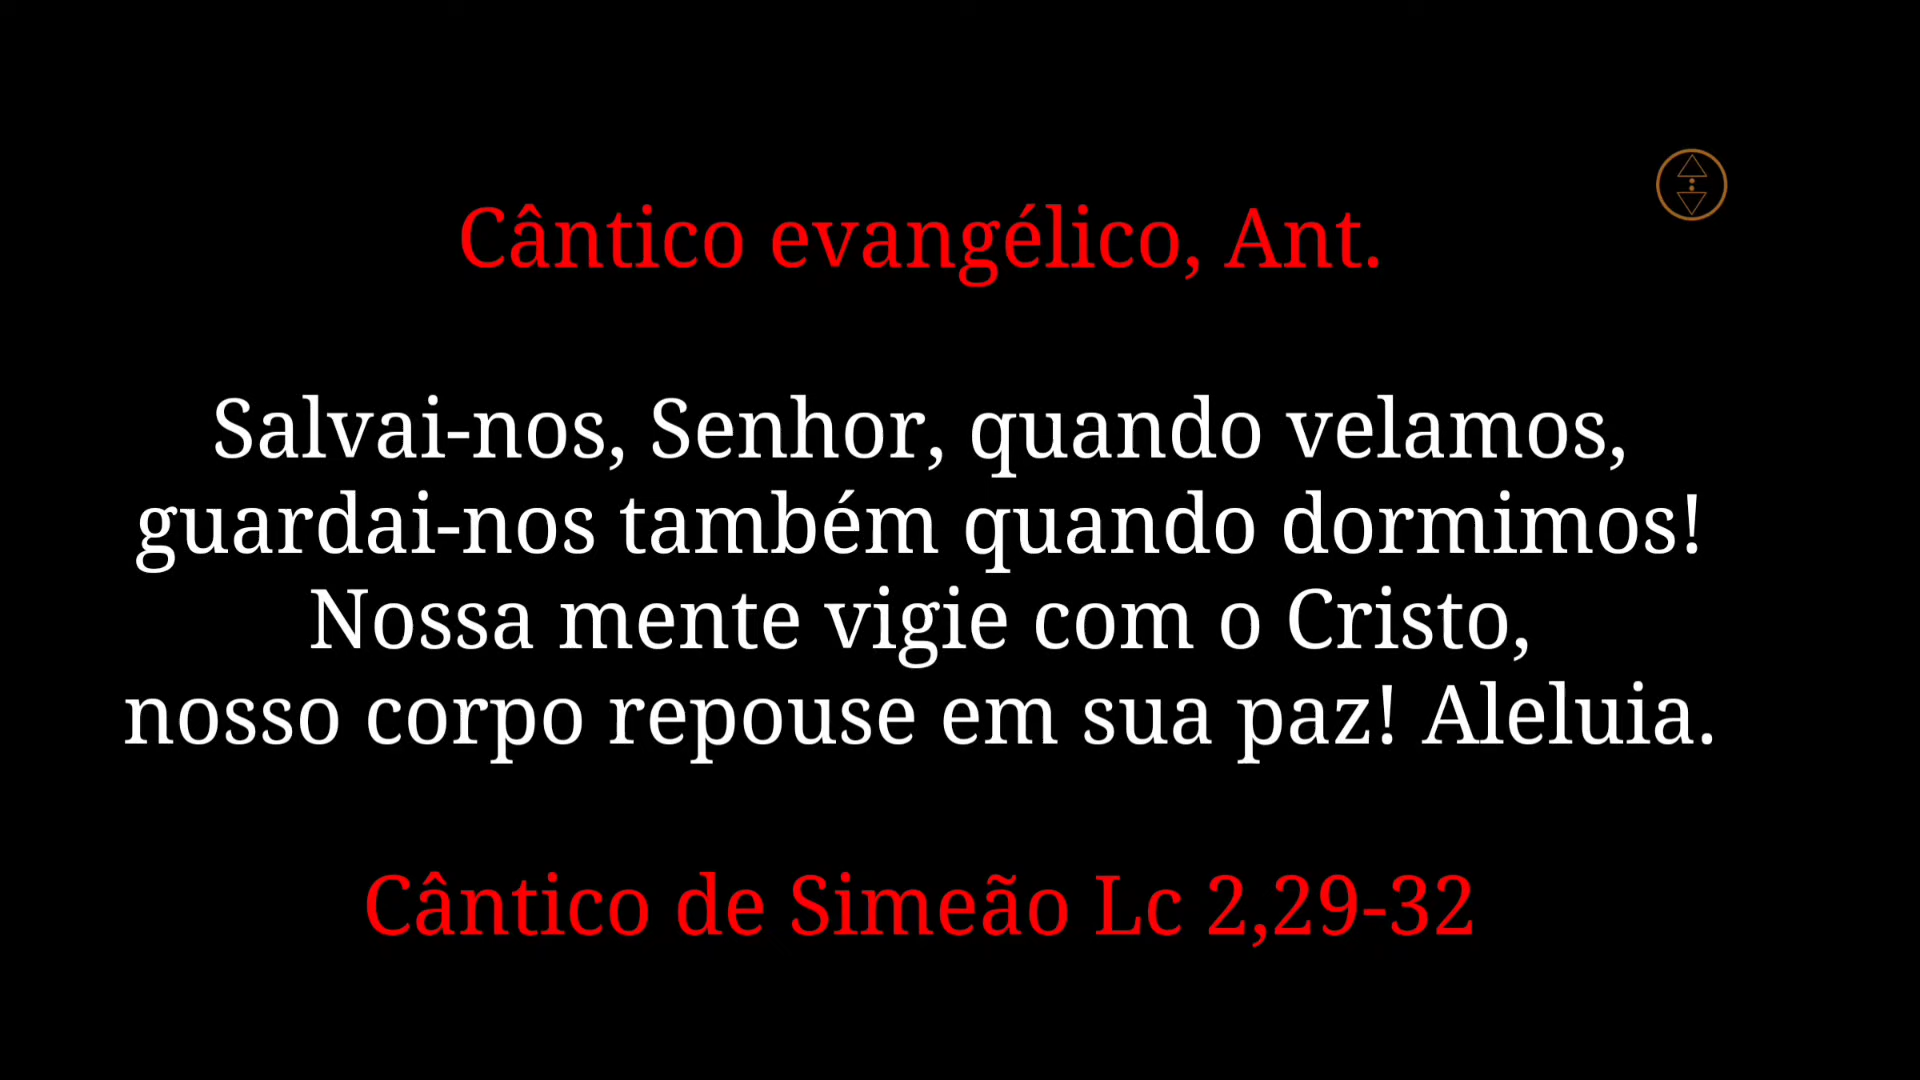 Cântico evangélico, Ant.
Salvai-nos, Senhor, quando velamos,
guardai-nos também quando dormimos!
Nossa mente vigie com o Cristo,
nosso corpo repouse em sua paz! Aleluia.
Cântico de Simeão Lc 2,29-32